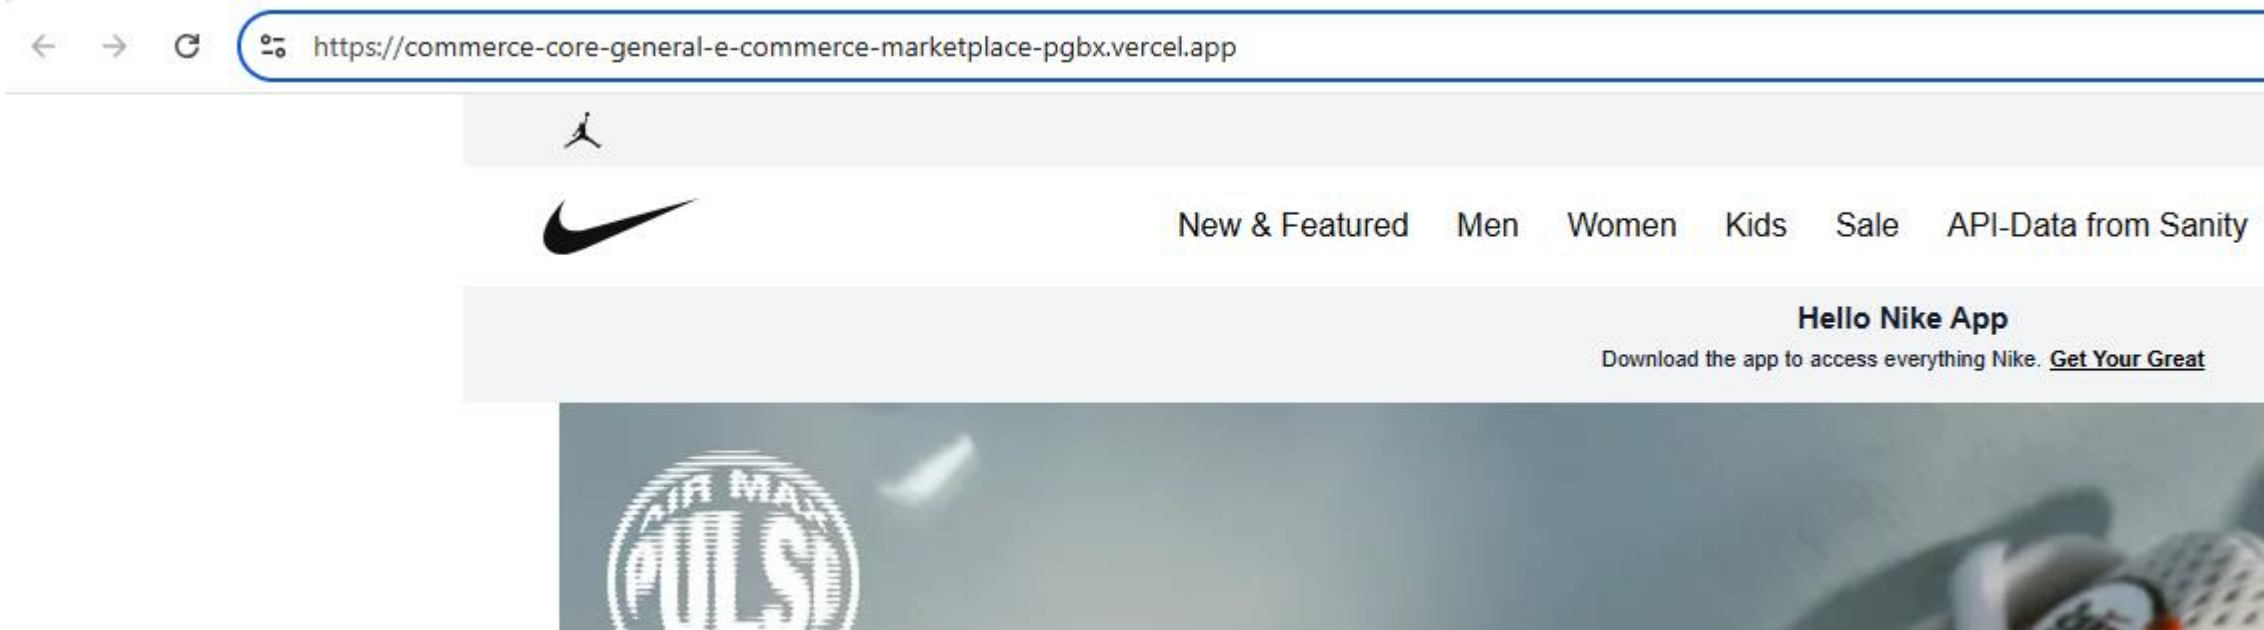 https://commerce-core-general-e-commerce-marketplace-pgbx.vercel.app
New & Featured Men Women Kids Sale API-Data from Sanity
Hello Nike App
Download the app to access everything Nike. Get Your Great
AIR MAX
PULSE